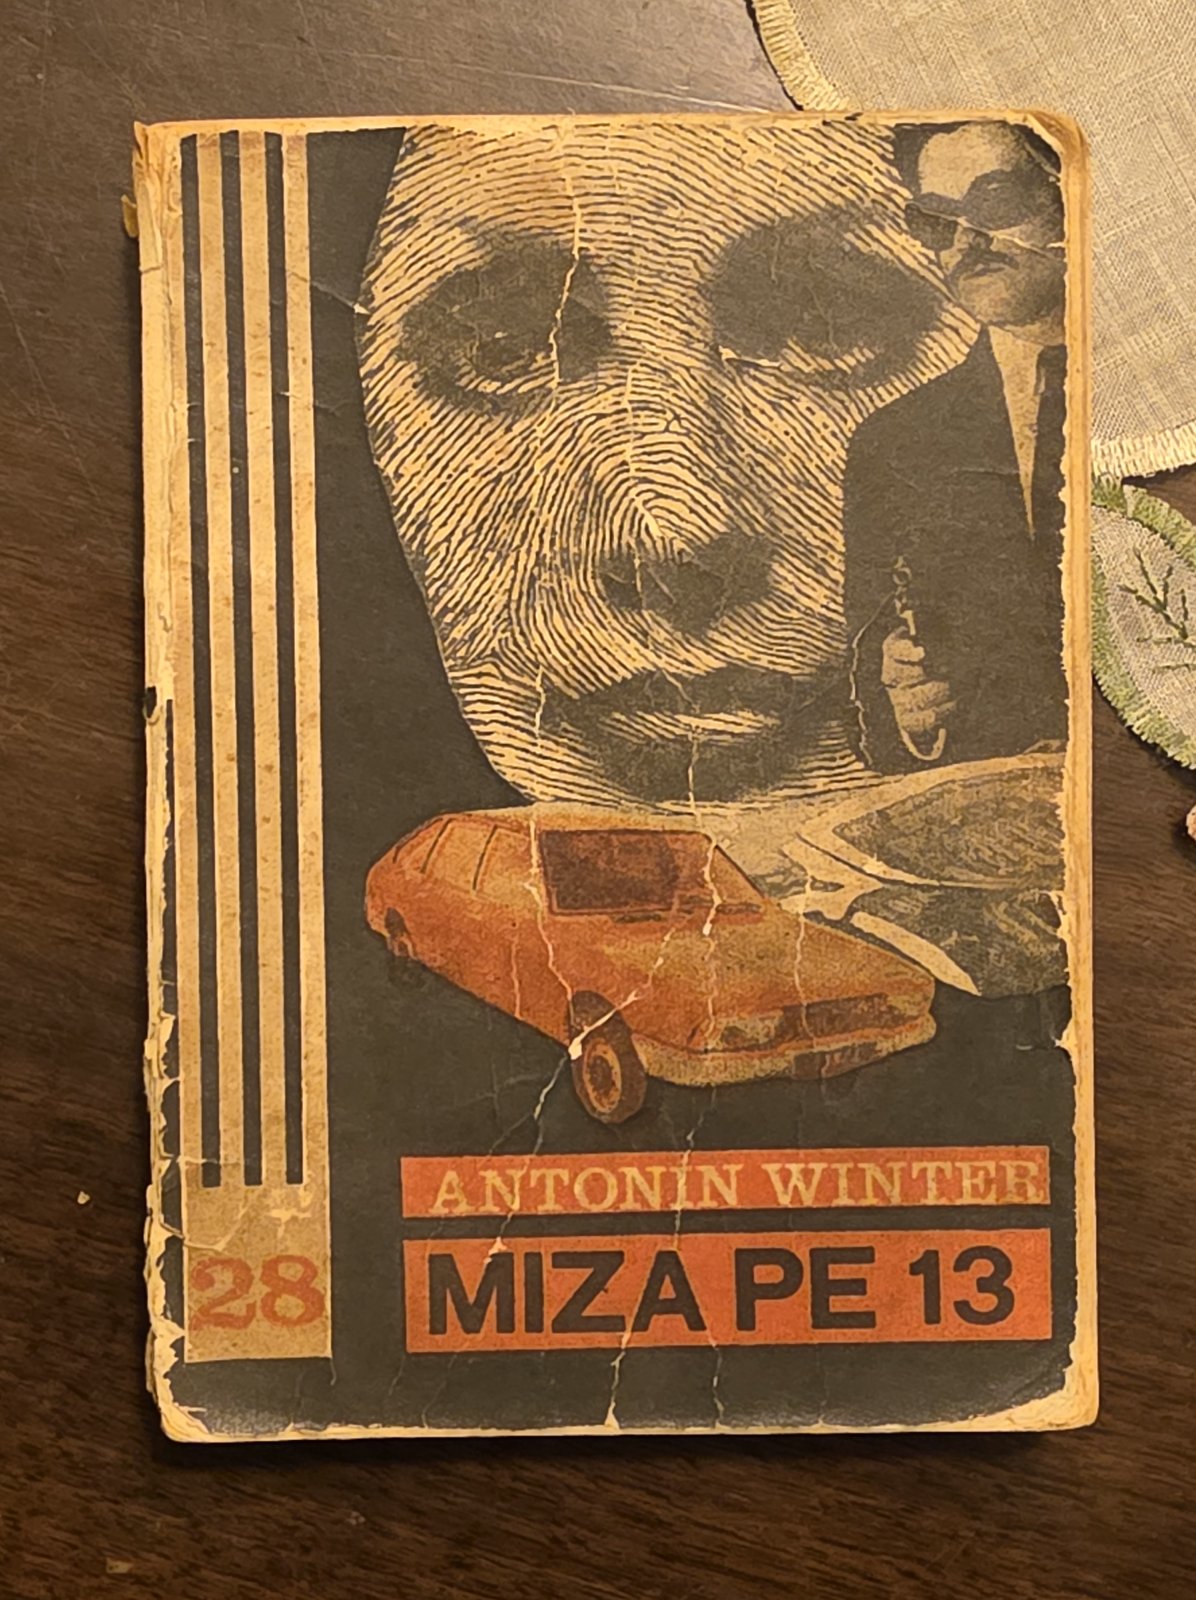 ANTONIN WINTER
MIZA PE 13
28